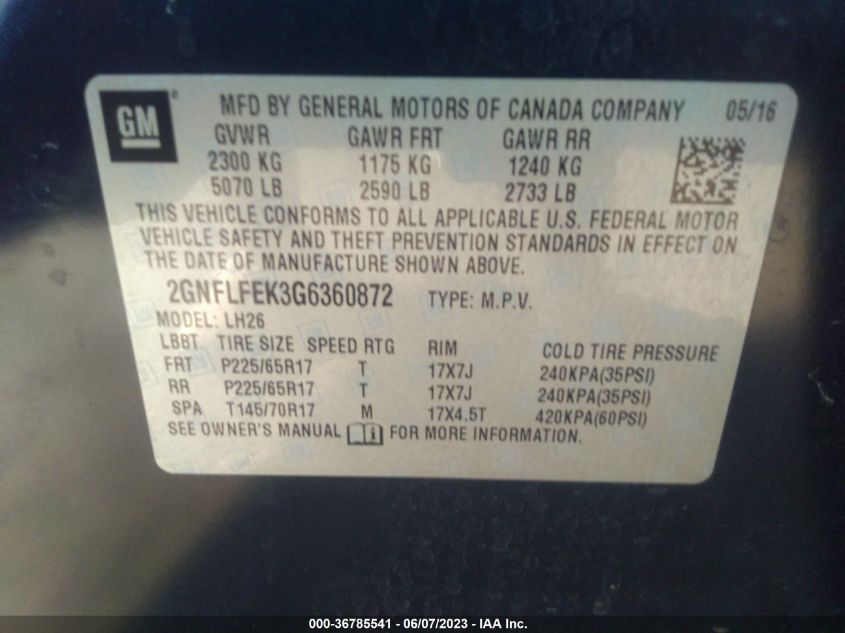 GM ® MFD BY GENERAL MOTORS OF CANADA COMPANY 05/16
GVWR GAWR FRT GAWR RR
2300 KG 1175 KG 1240 KG
5070 LB 2590 LB 2733 LB
THIS VEHICLE CONFORMS TO ALL APPLICABLE U.S. FEDERAL MOTOR
VEHICLE SAFETY AND THEFT PREVENTION STANDARDS IN EFFECT ON
THE DATE OF MANUFACTURE SHOWN ABOVE.
2GNFLFEK3G6360872 TYPE: M.P.V.
MODEL: LH26
LBBT TIRE SIZE SPEED RTG RIM COLD TIRE PRESSURE
FRT P225/65R17 T 17X7J 240KPA(35PSI)
RR P225/65R17 T 17X7J 240KPA(35PSI)
SPA T145/70R17 M 17X4.5T 420KPA(60PSI)
SEE OWNER'S MANUAL FOR MORE INFORMATION.
000-36785541 - 06/07/2023 - IAA Inc.